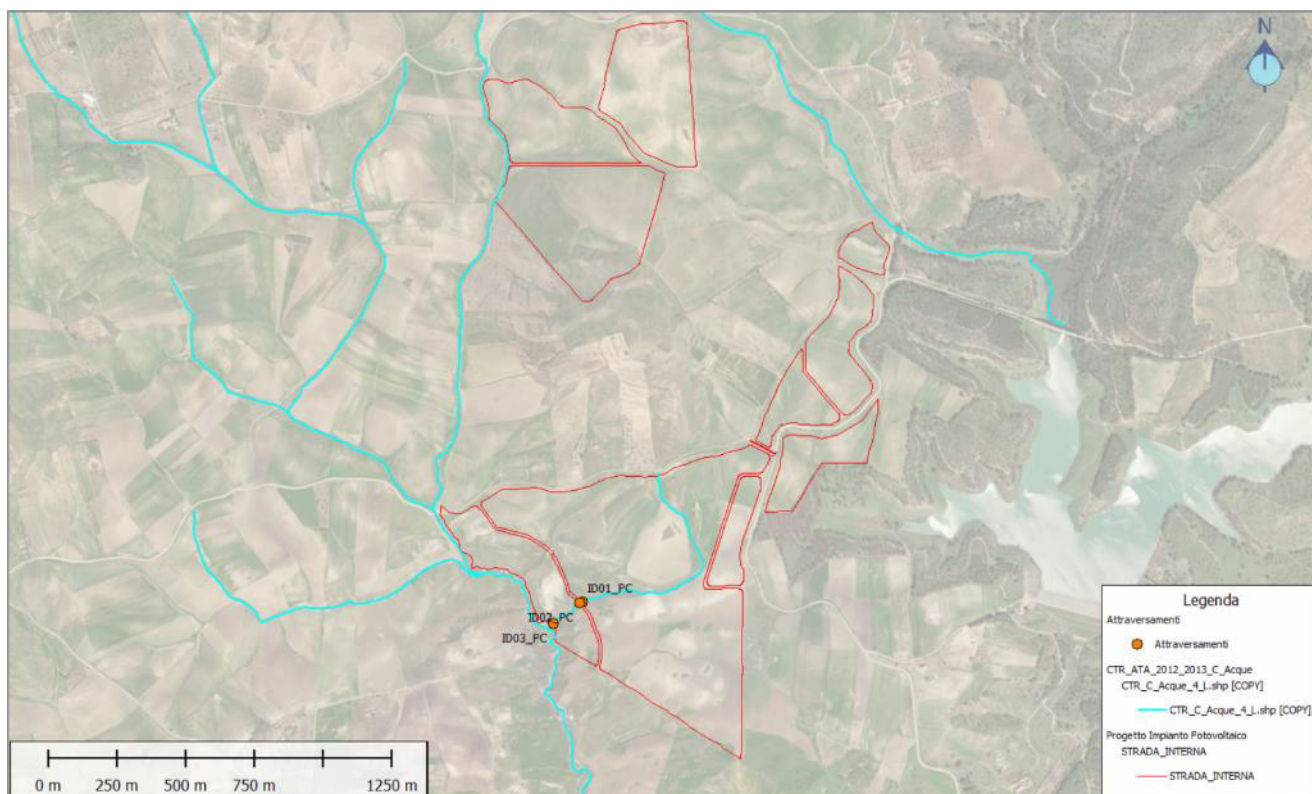 N
ID01_PC
ID02_PC
ID03_PC
Legenda
Attraversamenti
Attraversamenti
CTR_ATA_2012_2013_C_Acque
CTR_C_Acque_4_L.shp [COPY]
CTR_C_Acque_4_L.shp [COPY]
Progetto Impianto Fotovoltaico
STRADA_INTERNA
STRADA_INTERNA
0 m 250 m 500 m 750 m 1250 m